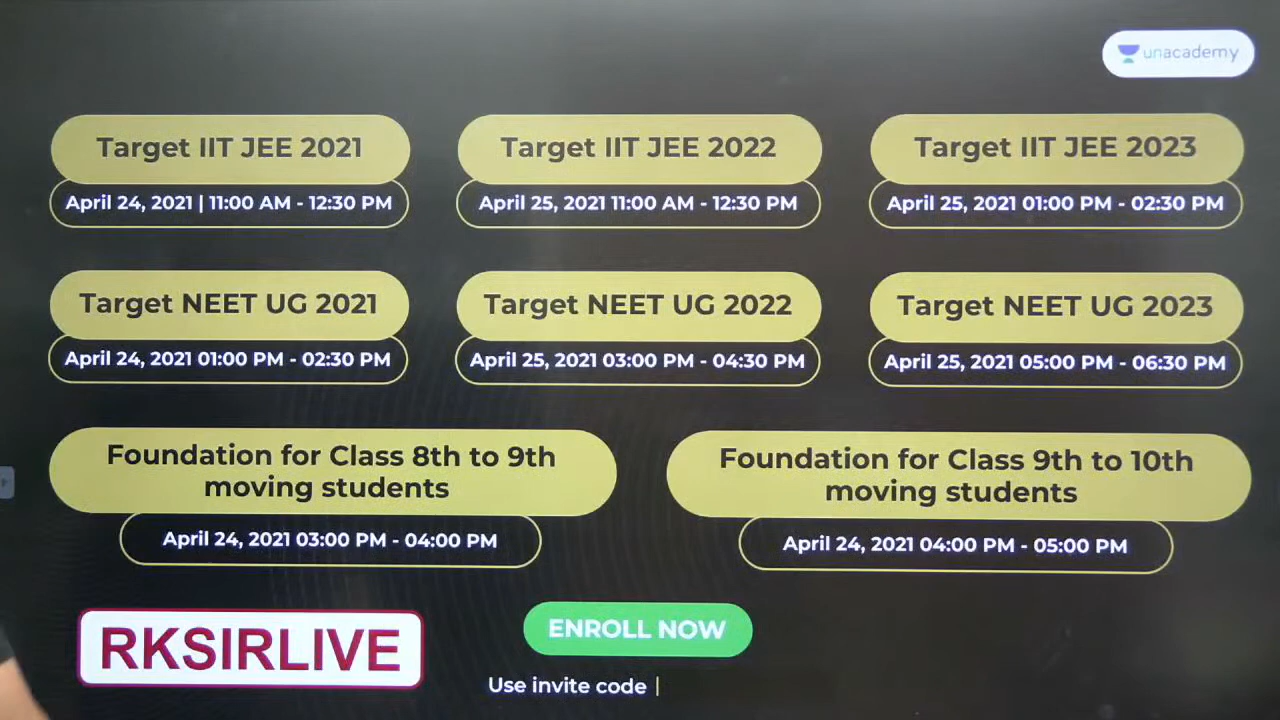 unacademy
Target IIT JEE 2021
April 24, 2021 | 11:00 AM - 12:30 PM
Target IIT JEE 2022
April 25, 2021 11:00 AM - 12:30 PM
Target IIT JEE 2023
April 25, 2021 01:00 PM - 02:30 PM
Target NEET UG 2021
April 24, 2021 01:00 PM - 02:30 PM
Target NEET UG 2022
April 25, 2021 03:00 PM - 04:30 PM
Target NEET UG 2023
April 25, 2021 05:00 PM - 06:30 PM
Foundation for Class 8th to 9th
moving students
April 24, 2021 03:00 PM - 04:00 PM
Foundation for Class 9th to 10th
moving students
April 24, 2021 04:00 PM - 05:00 PM
RKSIRLIVE
ENROLL NOW
Use invite code |